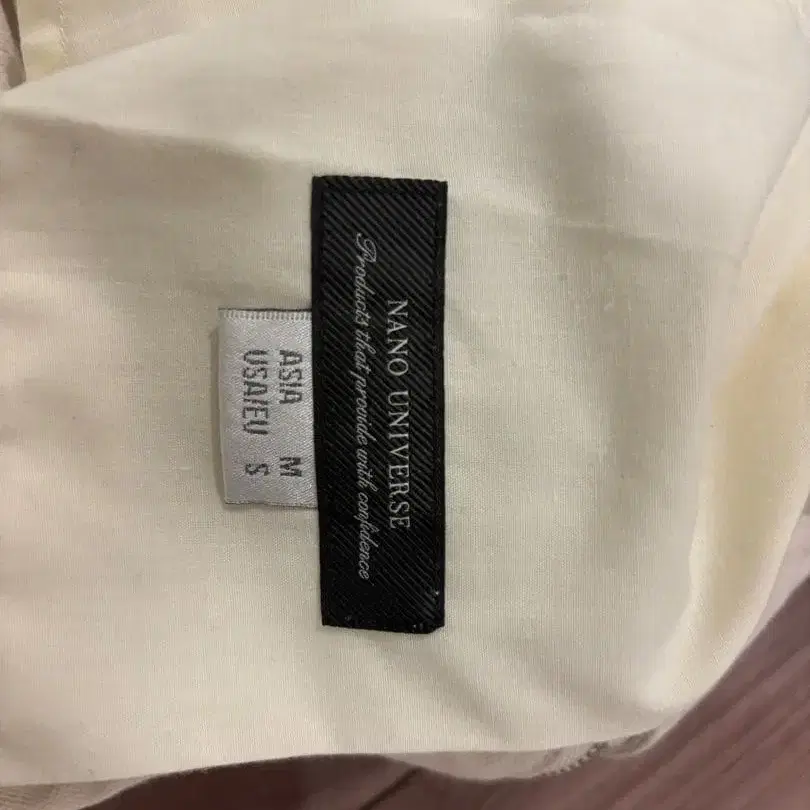 NANO UNIVERSE
Products that provide with confidence
ASIA M
USA/EU S